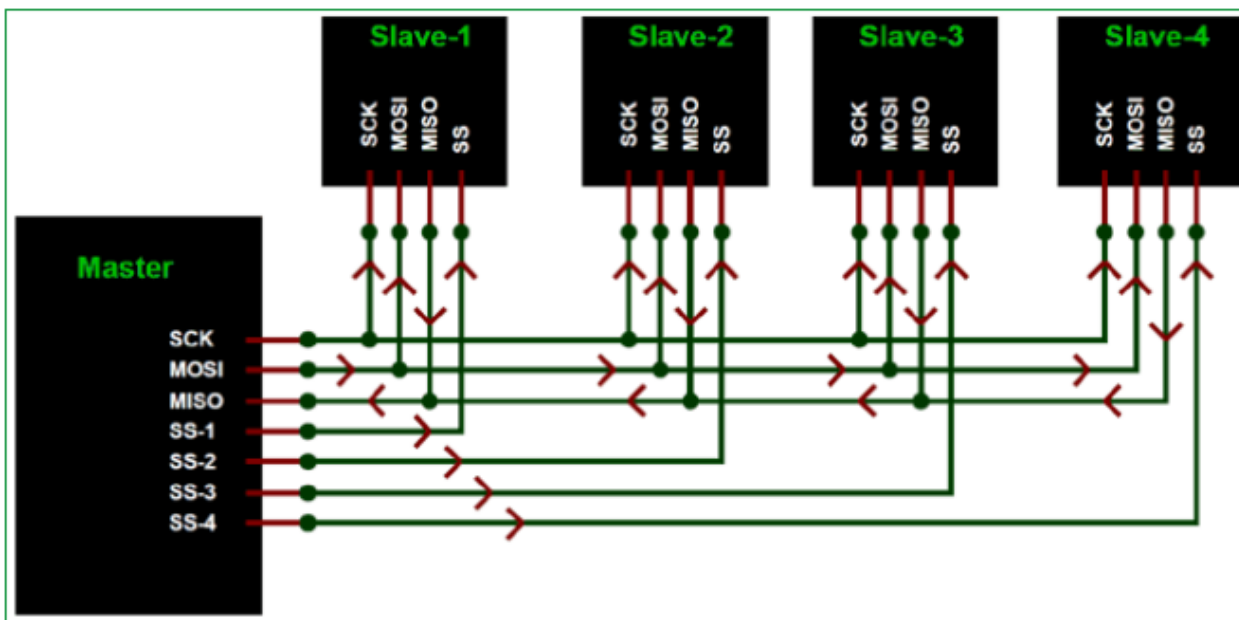 Slave-1
Slave-2
Slave-3
Slave-4
SCK
MOSI
MISO
SS
SCK
MOSI
MISO
SS
SCK
MOSI
MISO
SS
SCK
MOSI
MISO
SS
Master
SCK
MOSI
MISO
SS-1
SS-2
SS-3
SS-4